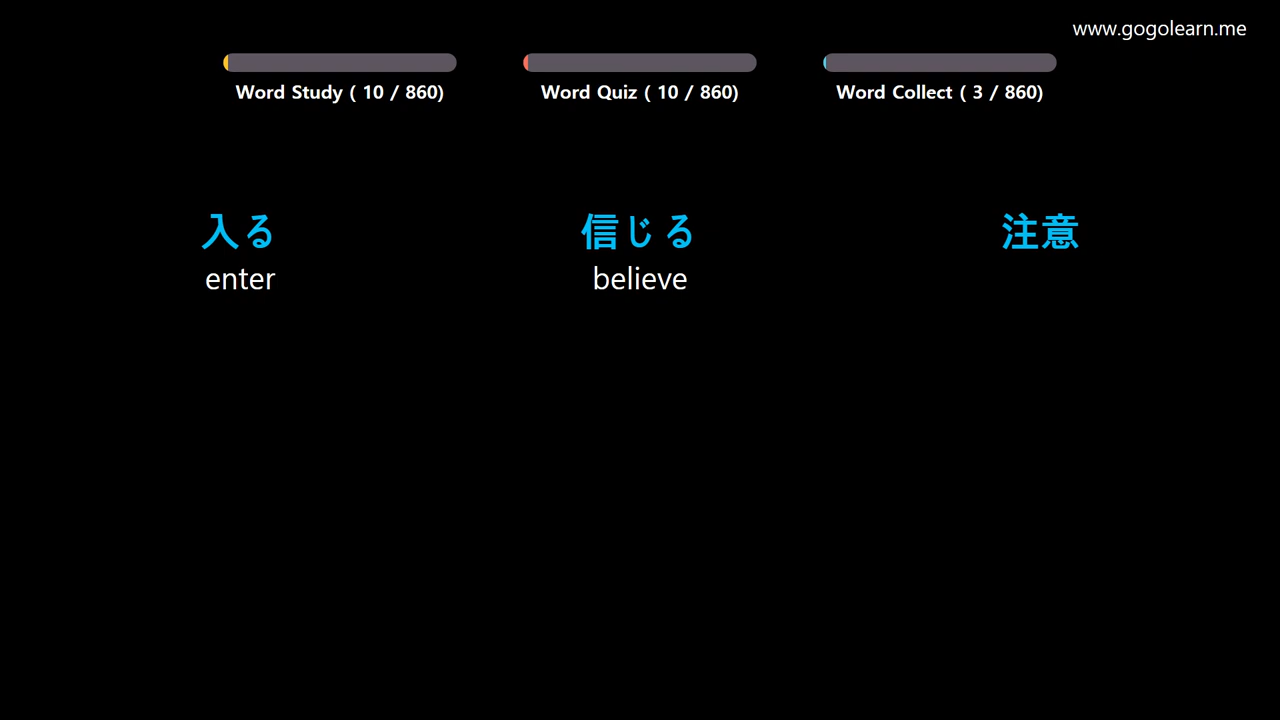 www.gogolearn.me
Word Study ( 10 / 860)
Word Quiz ( 10 / 860)
Word Collect ( 3 / 860)
入る
enter
信じる
believe
注意